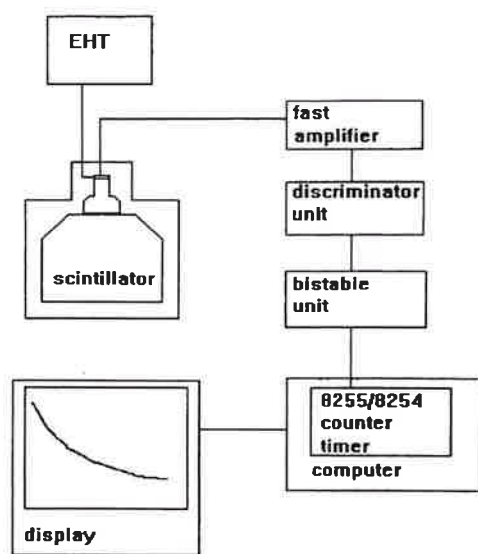 EHT
fast
amplifier
discriminator
unit
scintillator
bistable
unit
8255/8254
counter
timer
computer
display